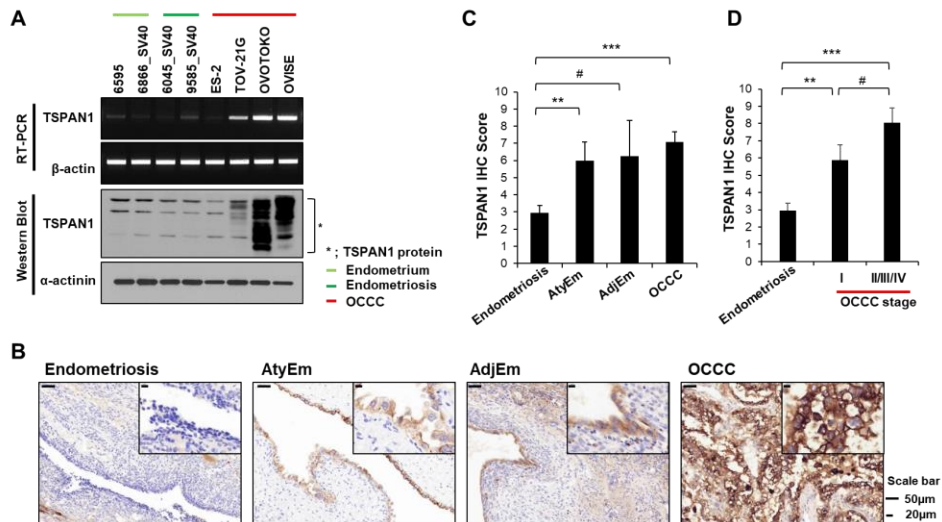 A
6595
6866_SV40
6045_SV40
9585_SV40
ES-2
TOV-21G
OVOTOKO
OVISE
RT-PCR
TSPAN1
β-actin
Western Blot
TSPAN1
*
α-actinin
* ; TSPAN1 protein
Endometrium
Endometriosis
OCCC
C
TSPAN1 IHC Score
10
9
8
7
6
5
4
3
2
1
0
***
#
**
Endometriosis
AtyEm
AdjEm
OCCC
D
TSPAN1 IHC Score
10
9
8
7
6
5
4
3
2
1
0
***
**
#
Endometriosis
I
II/III/IV
OCCC stage
B
Endometriosis
AtyEm
AdjEm
OCCC
Scale bar
50μm
20μm